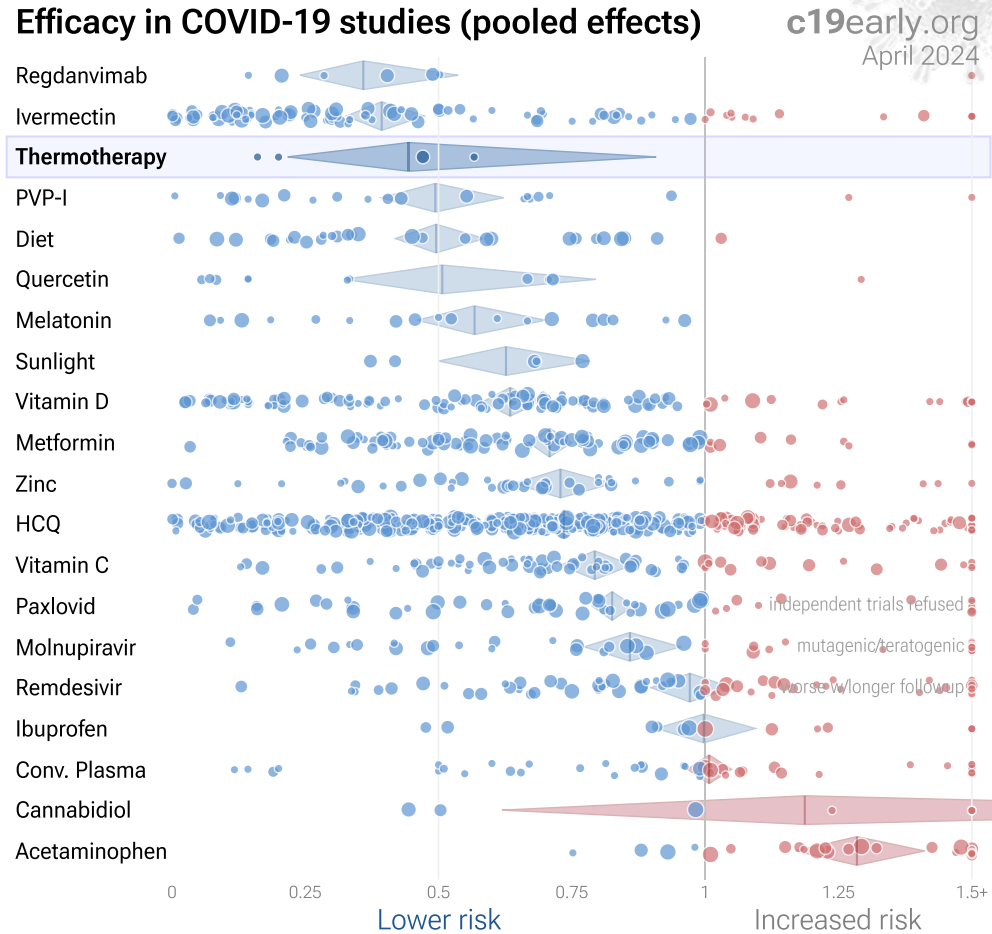 Efficacy in COVID-19 studies (pooled effects)
c19early.org
April 2024
Regdanvimab
Ivermectin
Thermotherapy
PVP-I
Diet
Quercetin
Melatonin
Sunlight
Vitamin D
Metformin
Zinc
HCQ
Vitamin C
Paxlovid
independent trials refused
Molnupiravir
mutagenic/teratogenic
Remdesivir
worse w/longer followup
Ibuprofen
Conv. Plasma
Cannabidiol
Acetaminophen
0 0.25 0.5 0.75 1 1.25 1.5+
Lower risk Increased risk